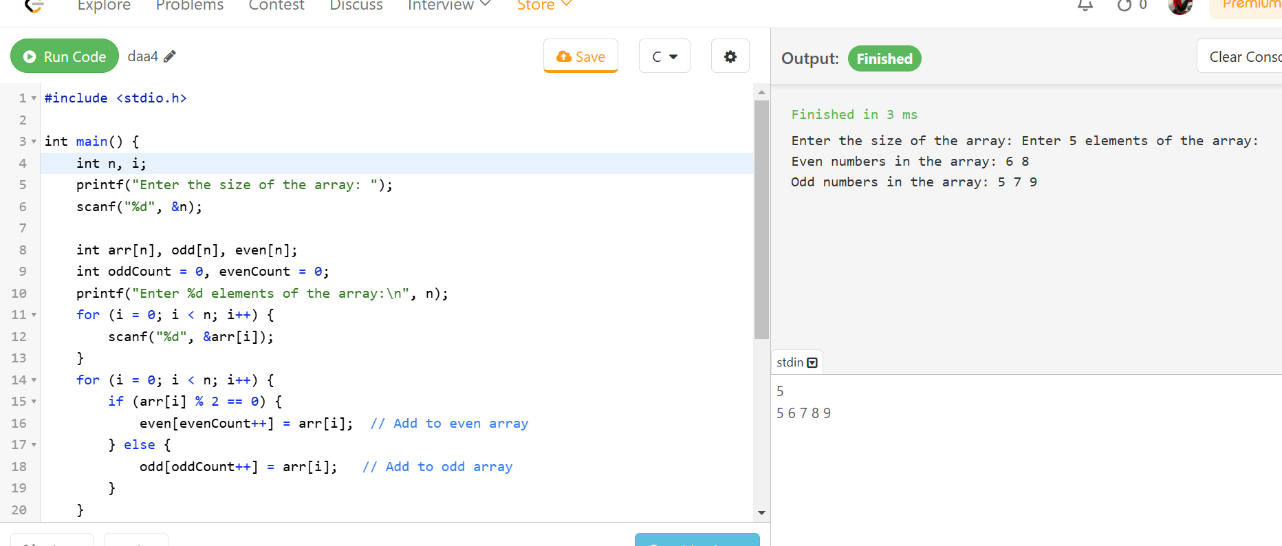 Explore Problems Contest Discuss Interview Store 0 Premium
Run Code daa4 Save C
Output: Finished Clear Conso
1 #include <stdio.h>
2
3 int main() {
4 int n, i;
5 printf("Enter the size of the array: ");
6 scanf("%d", &n);
7
8 int arr[n], odd[n], even[n];
9 int oddCount = 0, evenCount = 0;
10 printf("Enter %d elements of the array:\n", n);
11 for (i = 0; i < n; i++) {
12 scanf("%d", &arr[i]);
13 }
14 for (i = 0; i < n; i++) {
15 if (arr[i] % 2 == 0) {
16 even[evenCount++] = arr[i]; // Add to even array
17 } else {
18 odd[oddCount++] = arr[i]; // Add to odd array
19 }
20 }
Finished in 3 ms
Enter the size of the array: Enter 5 elements of the array:
Even numbers in the array: 6 8
Odd numbers in the array: 5 7 9
stdin
5
5 6 7 8 9